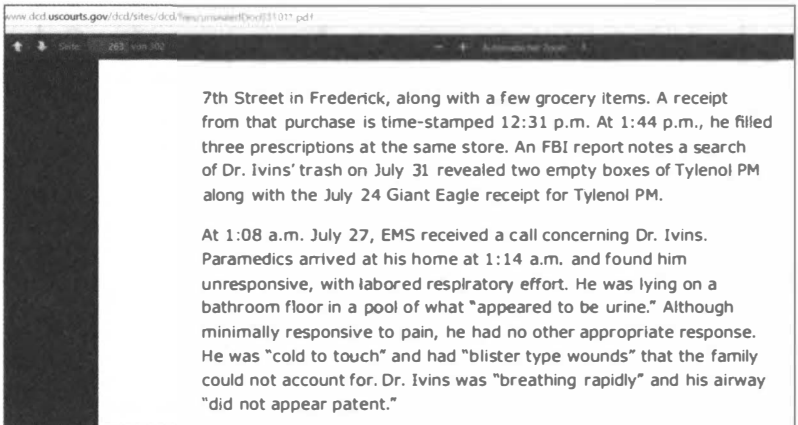 www.dcd.uscourts.gov/dcd/sites/dcd/files/
Seite 263 von 302 − + Automatischer Zoom
7th Street in Frederick, along with a few grocery items. A receipt
from that purchase is time-stamped 12:31 p.m. At 1:44 p.m., he filled
three prescriptions at the same store. An FBI report notes a search
of Dr. Ivins' trash on July 31 revealed two empty boxes of Tylenol PM
along with the July 24 Giant Eagle receipt for Tylenol PM.
At 1:08 a.m. July 27, EMS received a call concerning Dr. Ivins.
Paramedics arrived at his home at 1:14 a.m. and found him
unresponsive, with labored respiratory effort. He was lying on a
bathroom floor in a pool of what "appeared to be urine." Although
minimally responsive to pain, he had no other appropriate response.
He was "cold to touch" and had "blister type wounds" that the family
could not account for. Dr. Ivins was "breathing rapidly" and his airway
"did not appear patent."